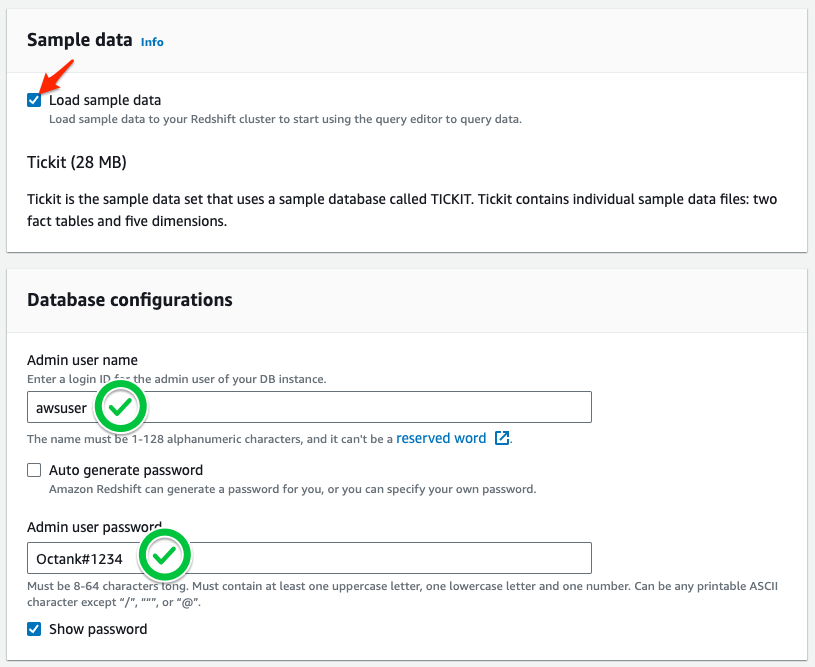 Sample data Info
Load sample data
Load sample data to your Redshift cluster to start using the query editor to query data.
Tickit (28 MB)
Tickit is the sample data set that uses a sample database called TICKIT. Tickit contains individual sample data files: two
fact tables and five dimensions.
Database configurations
Admin user name
Enter a login ID for the admin user of your DB instance.
awsuser
The name must be 1-128 alphanumeric characters, and it can't be a reserved word.
Auto generate password
Amazon Redshift can generate a password for you, or you can specify your own password.
Admin user password
Octank#1234
Must be 8-64 characters long. Must contain at least one uppercase letter, one lowercase letter and one number. Can be any printable ASCII
character except “/”, “"”, or “@”.
Show password